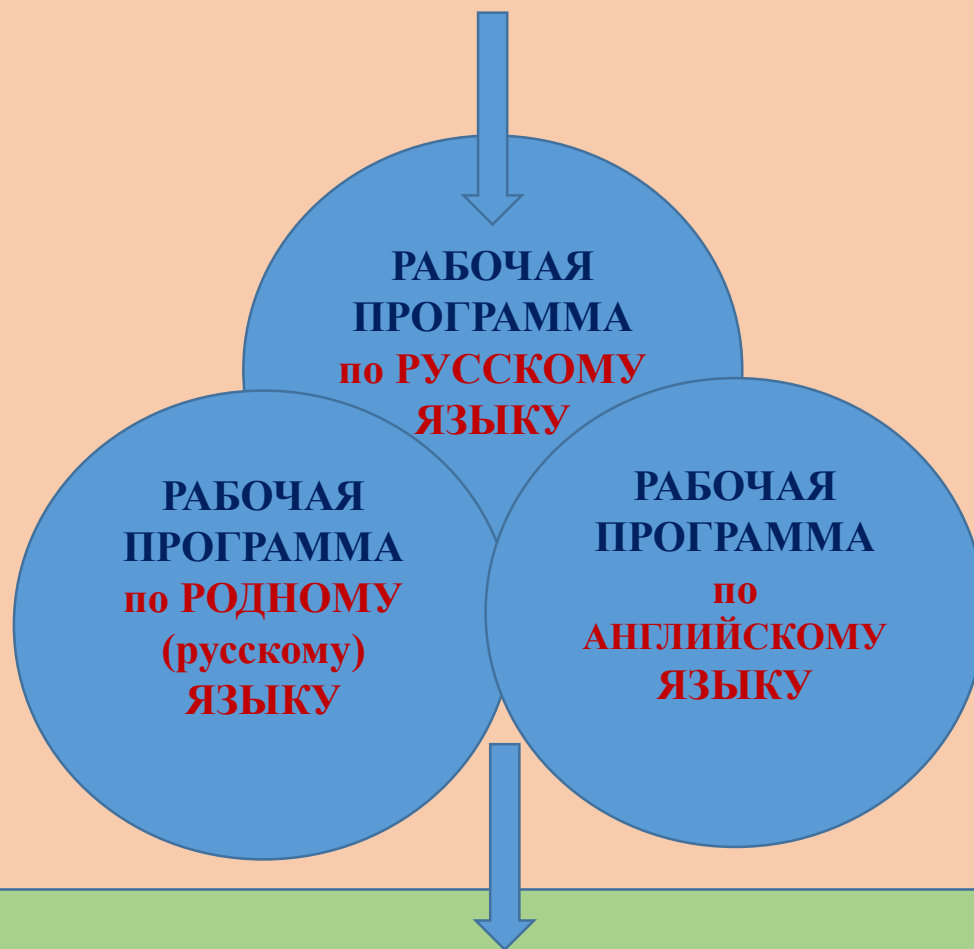 РАБОЧАЯ
ПРОГРАММА
по РУССКОМУ
ЯЗЫКУ
РАБОЧАЯ
ПРОГРАММА
по РОДНОМУ
(русскому)
ЯЗЫКУ
РАБОЧАЯ
ПРОГРАММА
по
АНГЛИЙСКОМУ
ЯЗЫКУ